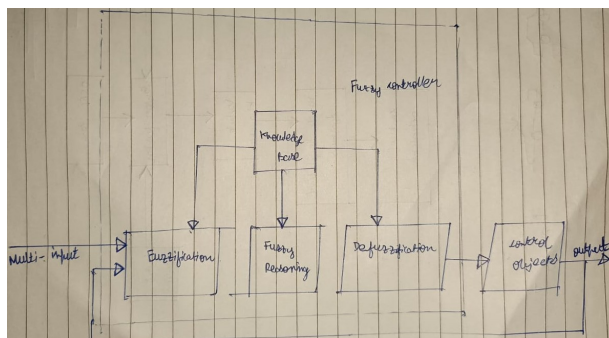 Fuzzy controller
Knowledge
base
Multi-input
Fuzzification
Fuzzy
Reasoning
Defuzzification
control
objects
output